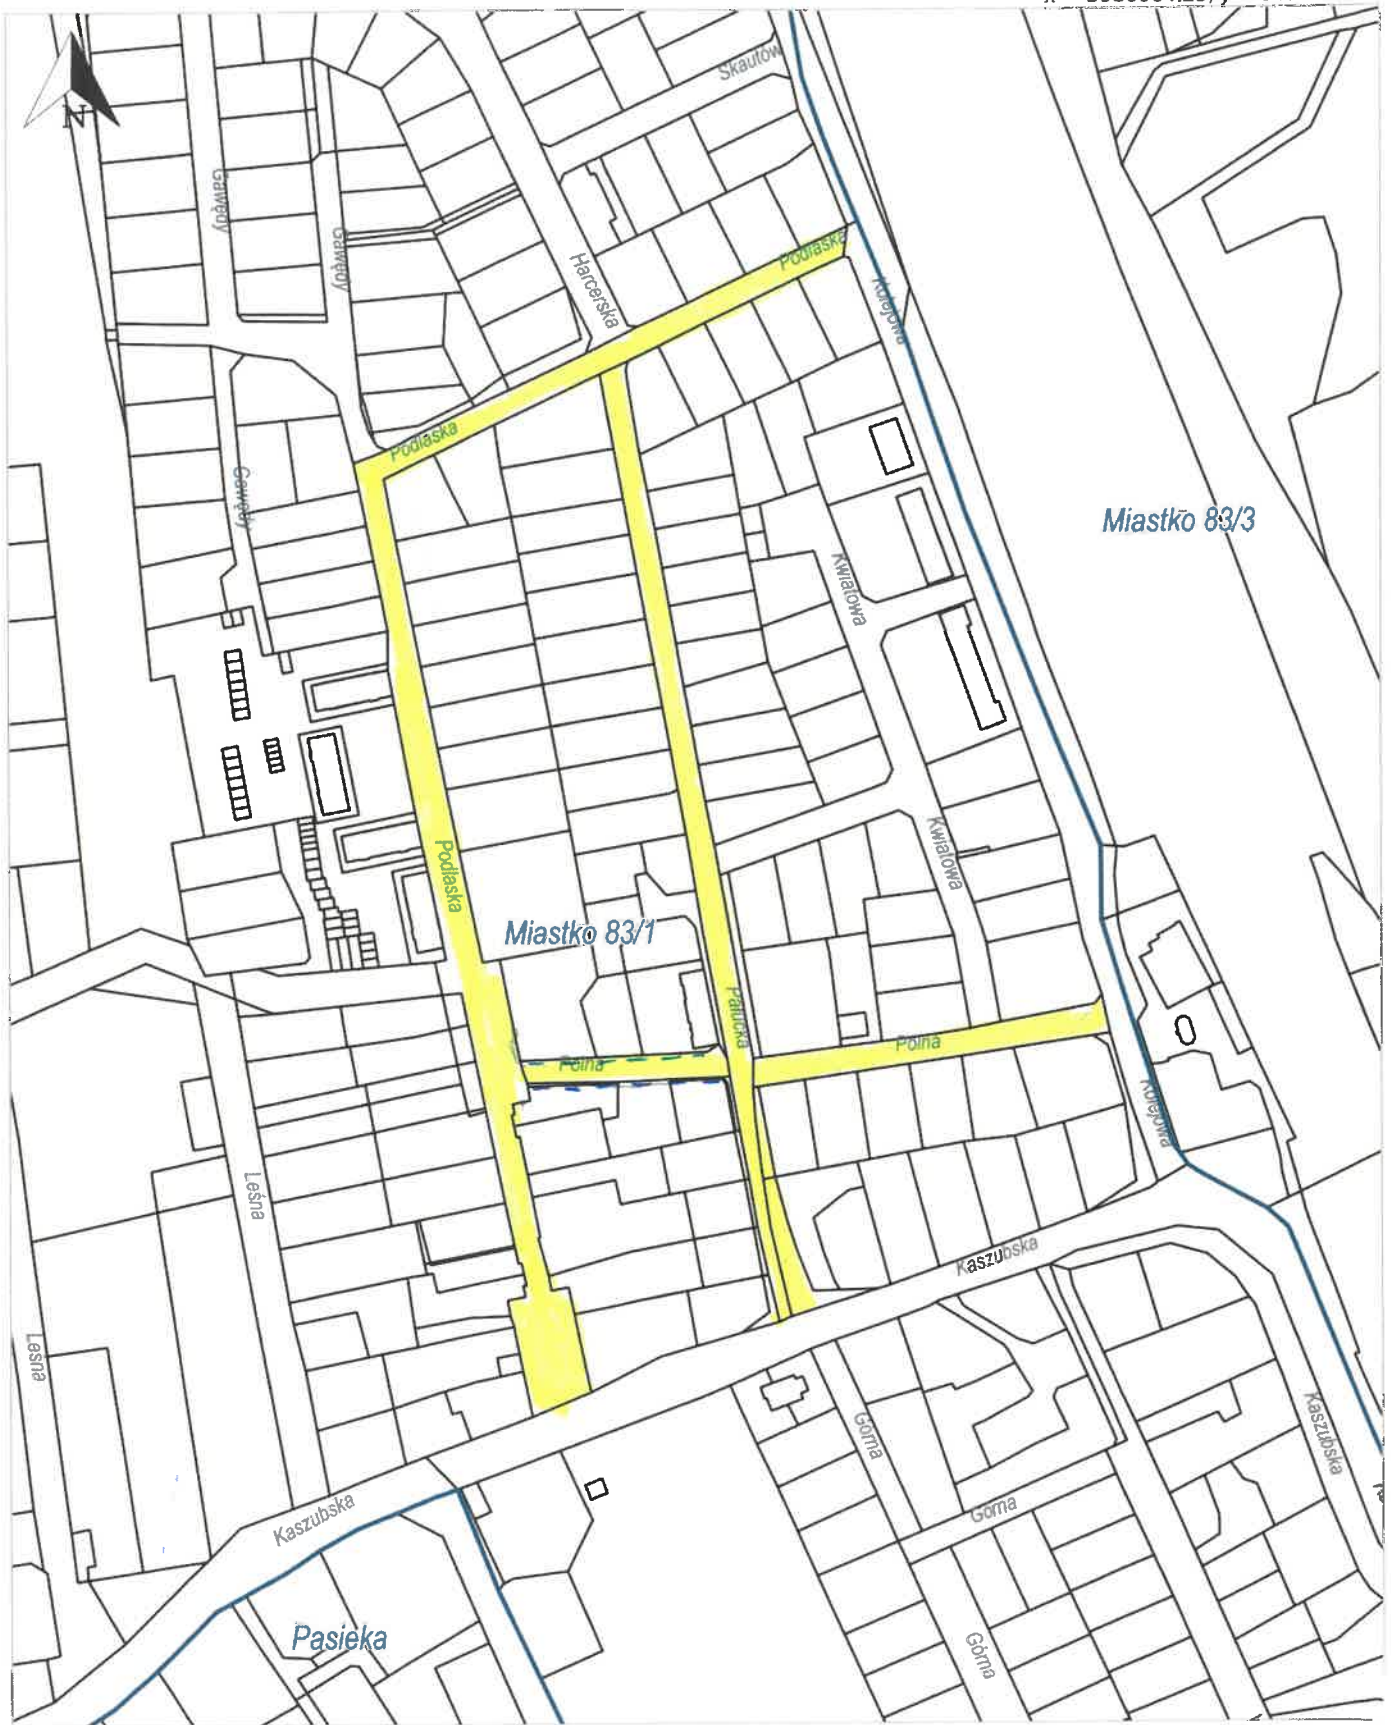 Skautów
N
Gawędy
Gawędy
Podlaska
Harcerska
Kolejowa
Podlaska
Gawędy
Miastko 83/3
Kwiatowa
Podlaska
Kwiatowa
Miastko 83/1
Pałucka
Polna
Polna
Kolejowa
Leśna
Kaszubska
Leśna
Górna
Kaszubska
Kaszubska
Górna
Pasieka
Górna